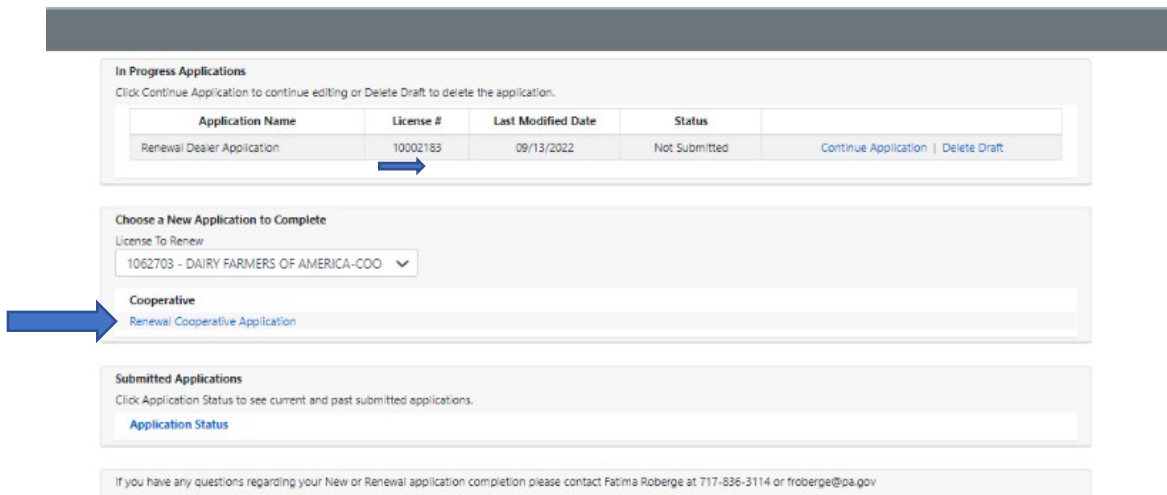 In Progress Applications
Click Continue Application to continue editing or Delete Draft to delete the application.
Application Name License # Last Modified Date Status
Renewal Dealer Application 10002183 09/13/2022 Not Submitted Continue Application | Delete Draft
Choose a New Application to Complete
License To Renew
1062703 - DAIRY FARMERS OF AMERICA-COO
Cooperative
Renewal Cooperative Application
Submitted Applications
Click Application Status to see current and past submitted applications.
Application Status
If you have any questions regarding your New or Renewal application completion please contact Fatima Roberge at 717-836-3114 or froberge@pa.gov